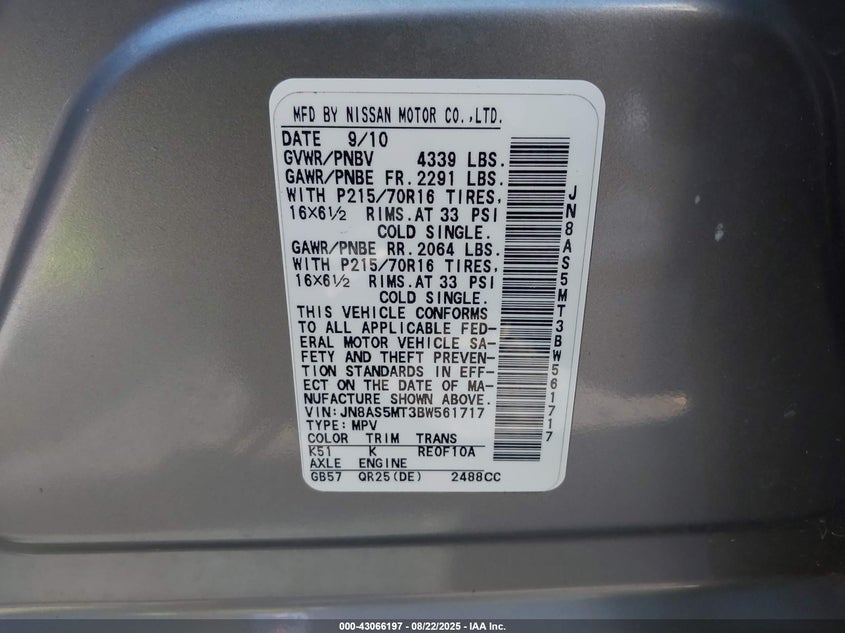 MFD BY NISSAN MOTOR CO.,LTD.
DATE 9/10
GVWR/PNBV 4339 LBS.
GAWR/PNBE FR. 2291 LBS.
WITH P215/70R16 TIRES,
16×6½ RIMS.AT 33 PSI
COLD SINGLE.
GAWR/PNBE RR. 2064 LBS.
WITH P215/70R16 TIRES,
16×6½ RIMS.AT 33 PSI
COLD SINGLE.
THIS VEHICLE CONFORMS
TO ALL APPLICABLE FED-
ERAL MOTOR VEHICLE SA-
FETY AND THEFT PREVEN-
TION STANDARDS IN EFF-
ECT ON THE DATE OF MA-
NUFACTURE SHOWN ABOVE.
VIN:JN8AS5MT3BW561717
TYPE:MPV
COLOR TRIM TRANS
K51 K RE0F10A
AXLE ENGINE
GB57 QR25(DE) 2488CC
JN8AS5MT3BW561717
000-43066197 - 08/22/2025 - IAA Inc.